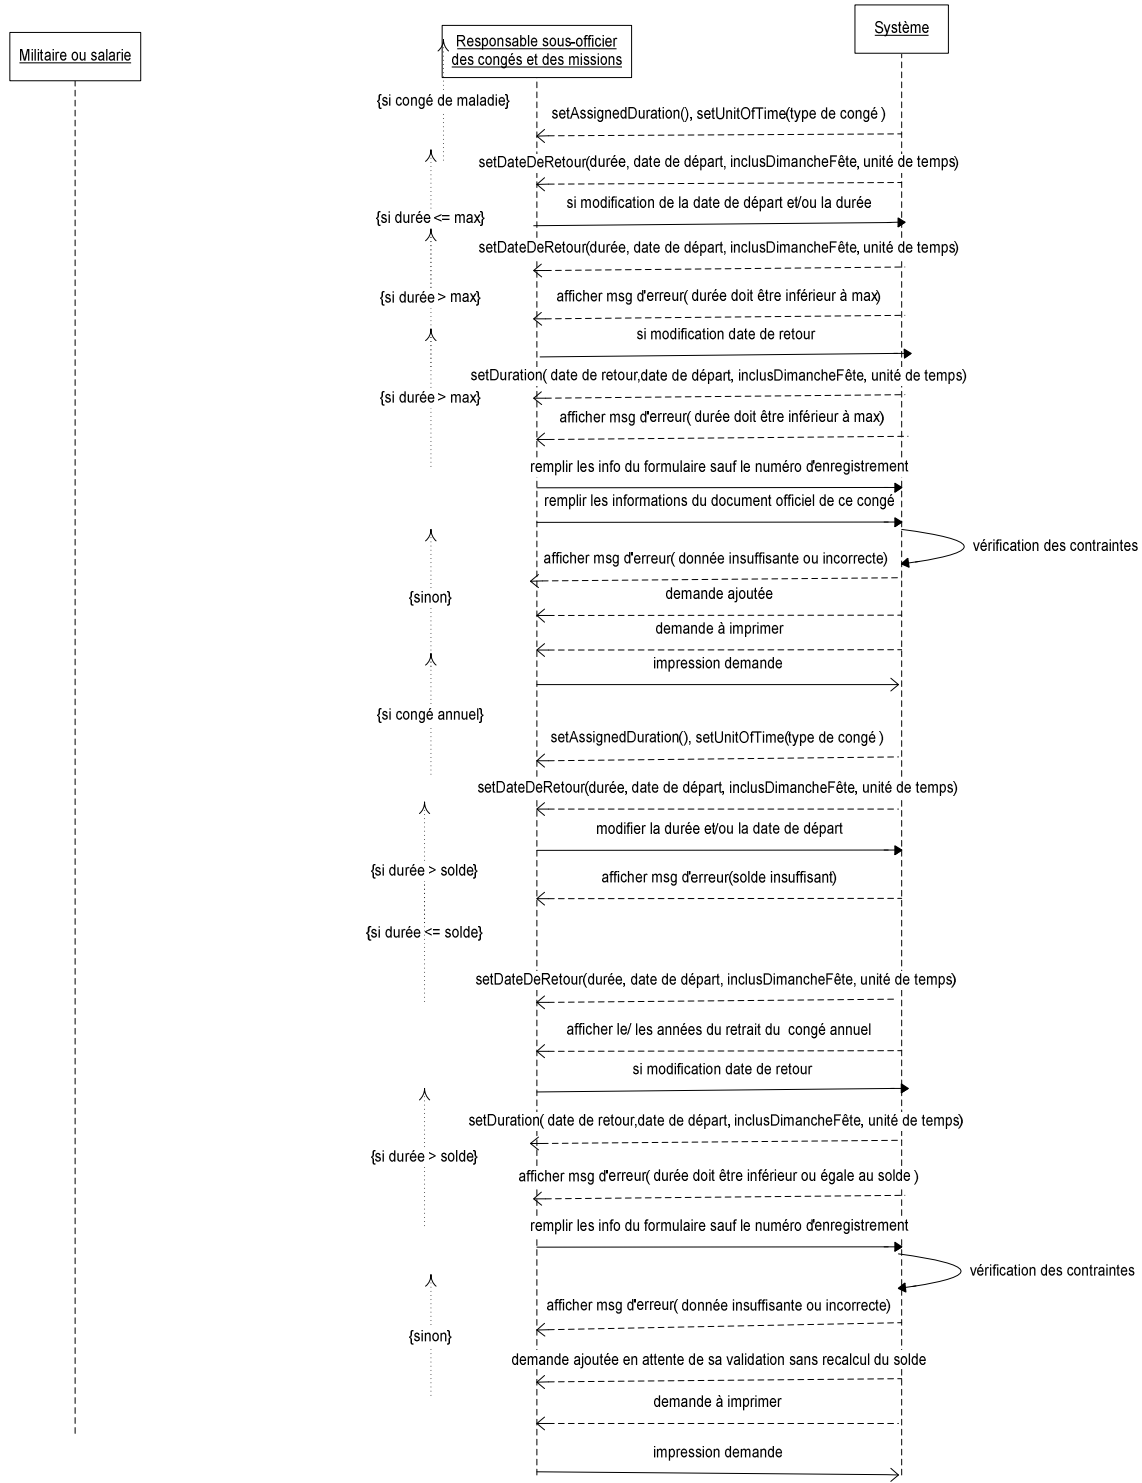 Système
Responsable sous-officier
des congés et des missions
Militaire ou salarie
{si congé de maladie}
setAssignedDuration(), setUnitOfTime(type de congé )
setDateDeRetour(durée, date de départ, inclusDimancheFête, unité de temps)
si modification de la date de départ et/ou la durée
{si durée <= max}
setDateDeRetour(durée, date de départ, inclusDimancheFête, unité de temps)
{si durée > max}
afficher msg d'erreur( durée doit être inférieur à max)
si modification date de retour
setDuration( date de retour,date de départ, inclusDimancheFête, unité de temps)
{si durée > max}
afficher msg d'erreur( durée doit être inférieur à max)
remplir les info du formulaire sauf le numéro d'enregistrement
remplir les informations du document officiel de ce congé
vérification des contraintes
afficher msg d'erreur( donnée insuffisante ou incorrecte)
{sinon}
demande ajoutée
demande à imprimer
impression demande
{si congé annuel}
setAssignedDuration(), setUnitOfTime(type de congé )
setDateDeRetour(durée, date de départ, inclusDimancheFête, unité de temps)
modifier la durée et/ou la date de départ
{si durée > solde}
afficher msg d'erreur(solde insuffisant)
{si durée <= solde}
setDateDeRetour(durée, date de départ, inclusDimancheFête, unité de temps)
afficher le/ les années du retrait du congé annuel
si modification date de retour
setDuration( date de retour,date de départ, inclusDimancheFête, unité de temps)
{si durée > solde}
afficher msg d'erreur( durée doit être inférieur ou égale au solde )
remplir les info du formulaire sauf le numéro d'enregistrement
vérification des contraintes
afficher msg d'erreur( donnée insuffisante ou incorrecte)
{sinon}
demande ajoutée en attente de sa validation sans recalcul du solde
demande à imprimer
impression demande